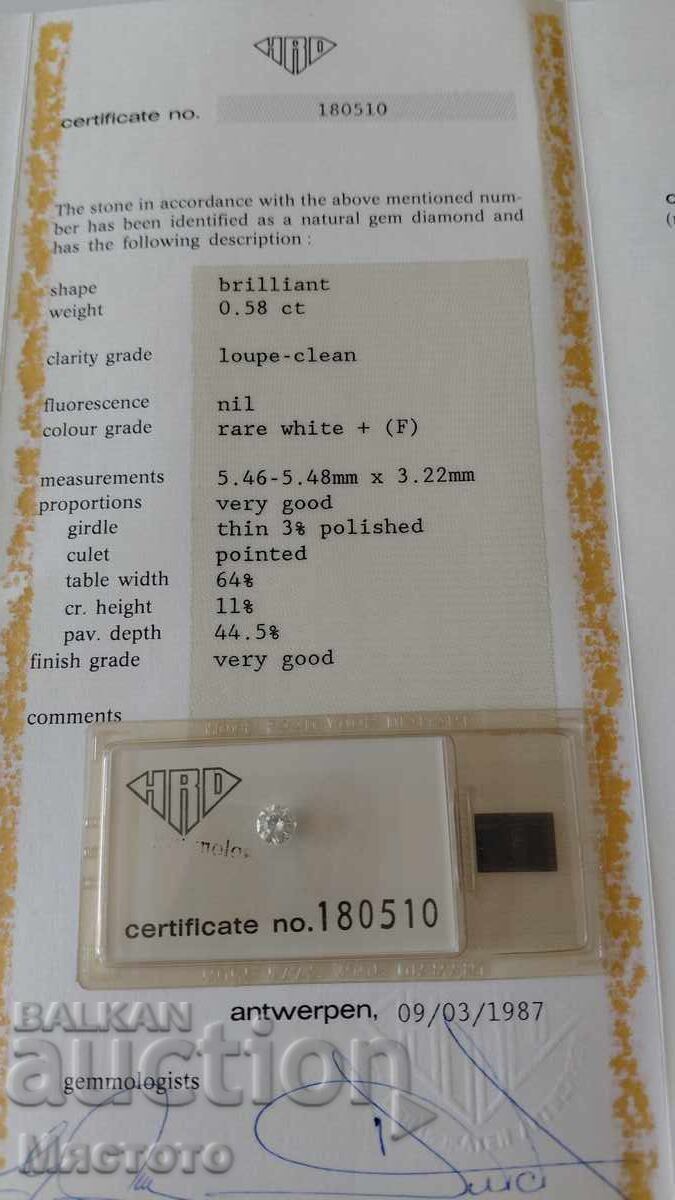 HRD
certificate no. 180510
The stone in accordance with the above mentioned num-
ber has been identified as a natural gem diamond and
has the following description :
shape brilliant
weight 0.58 ct
clarity grade loupe-clean
fluorescence nil
colour grade rare white + (F)
measurements 5.46-5.48mm x 3.22mm
proportions very good
girdle thin 3% polished
culet pointed
table width 64%
cr. height 11%
pav. depth 44.5%
finish grade very good
comments
HRD
certificate no. 180510
antwerpen, 09/03/1987
gemmologists
BALKAN
auction
Мястото